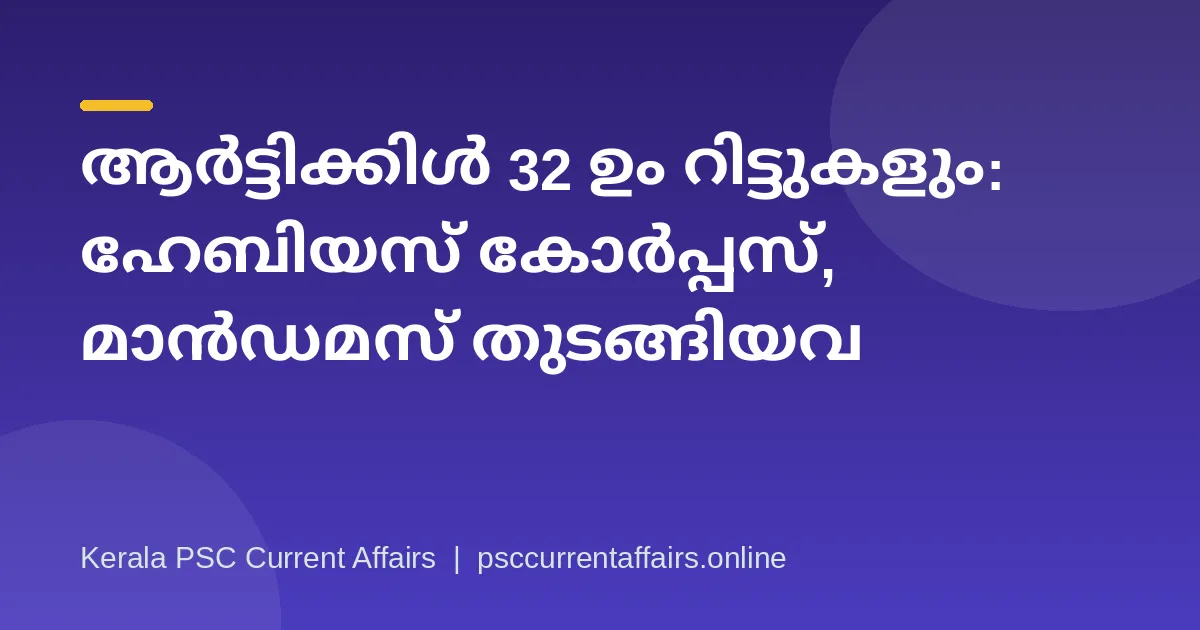 ആർട്ടിക്കിൾ 32 ഉം റിട്ടുകളും:
ഹേബിയസ് കോർപ്പസ്,
മാൻഡമസ് തുടങ്ങിയവ
Kerala PSC Current Affairs | psccurrentaffairs.online